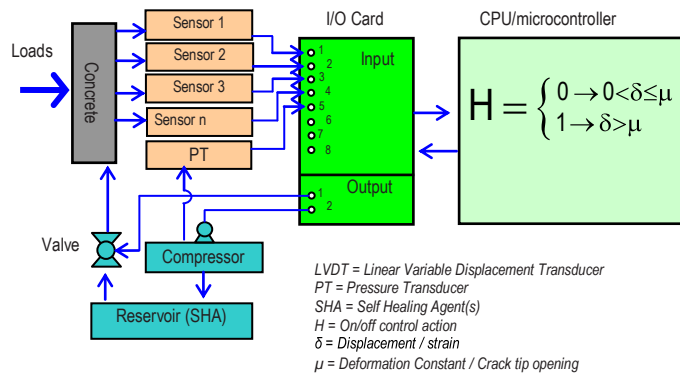 I/O Card
CPU/microcontroller
Loads
Concrete
Sensor 1
Sensor 2
Sensor 3
Sensor n
PT
Input
1
2
3
4
5
6
7
8
Output
1
2
H = { 0 → 0<δ≤μ
1 → δ>μ
Valve
Compressor
Reservoir (SHA)
LVDT = Linear Variable Displacement Transducer
PT = Pressure Transducer
SHA = Self Healing Agent(s)
H = On/off control action
δ = Displacement / strain
μ = Deformation Constant / Crack tip opening